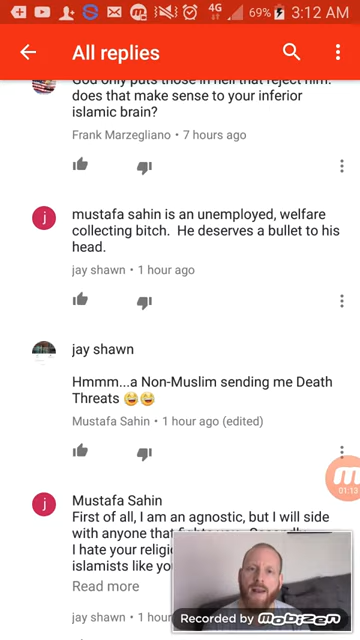 4G 69% 3:12 AM
All replies
God only puts those in hell that reject him.
does that make sense to your inferior
islamic brain?
Frank Marzegliano • 7 hours ago
j
mustafa sahin is an unemployed, welfare
collecting bitch.  He deserves a bullet to his
head.
jay shawn • 1 hour ago
jay shawn
Hmmm...a Non-Muslim sending me Death
Threats 😂😂
Mustafa Sahin • 1 hour ago (edited)
01:13
j
Mustafa Sahin
First of all, I am an agnostic, but I will side
with anyone that
I hate your
islamists like
Read more
jay shawn • 1
Recorded by mobizen